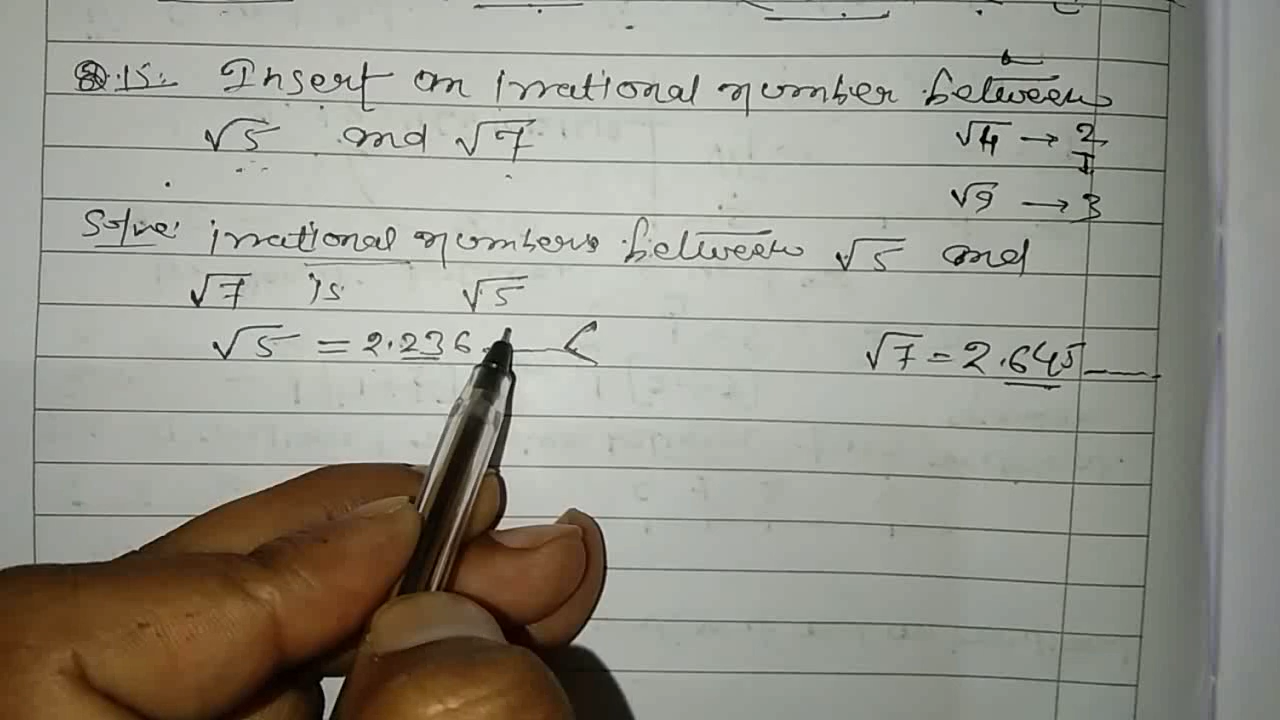 Q.15. Insert an irrational number between
√5 and √7
√4 → 2
√9 → 3
Solve: irrational numbers between √5 and
√7 is √5
√5 = 2.236 < √7 = 2.645